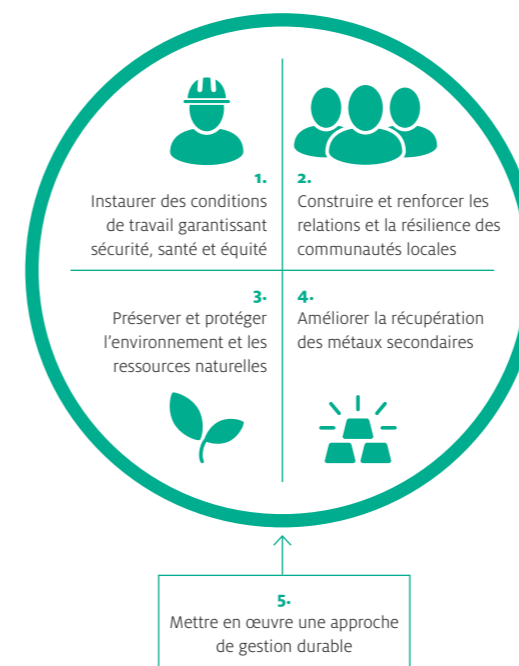 1.
Instaurer des conditions
de travail garantissant
sécurité, santé et équité
2.
Construire et renforcer les
relations et la résilience des
communautés locales
3.
Préserver et protéger
l'environnement et les
ressources naturelles
4.
Améliorer la récupération
des métaux secondaires
5.
Mettre en œuvre une approche
de gestion durable